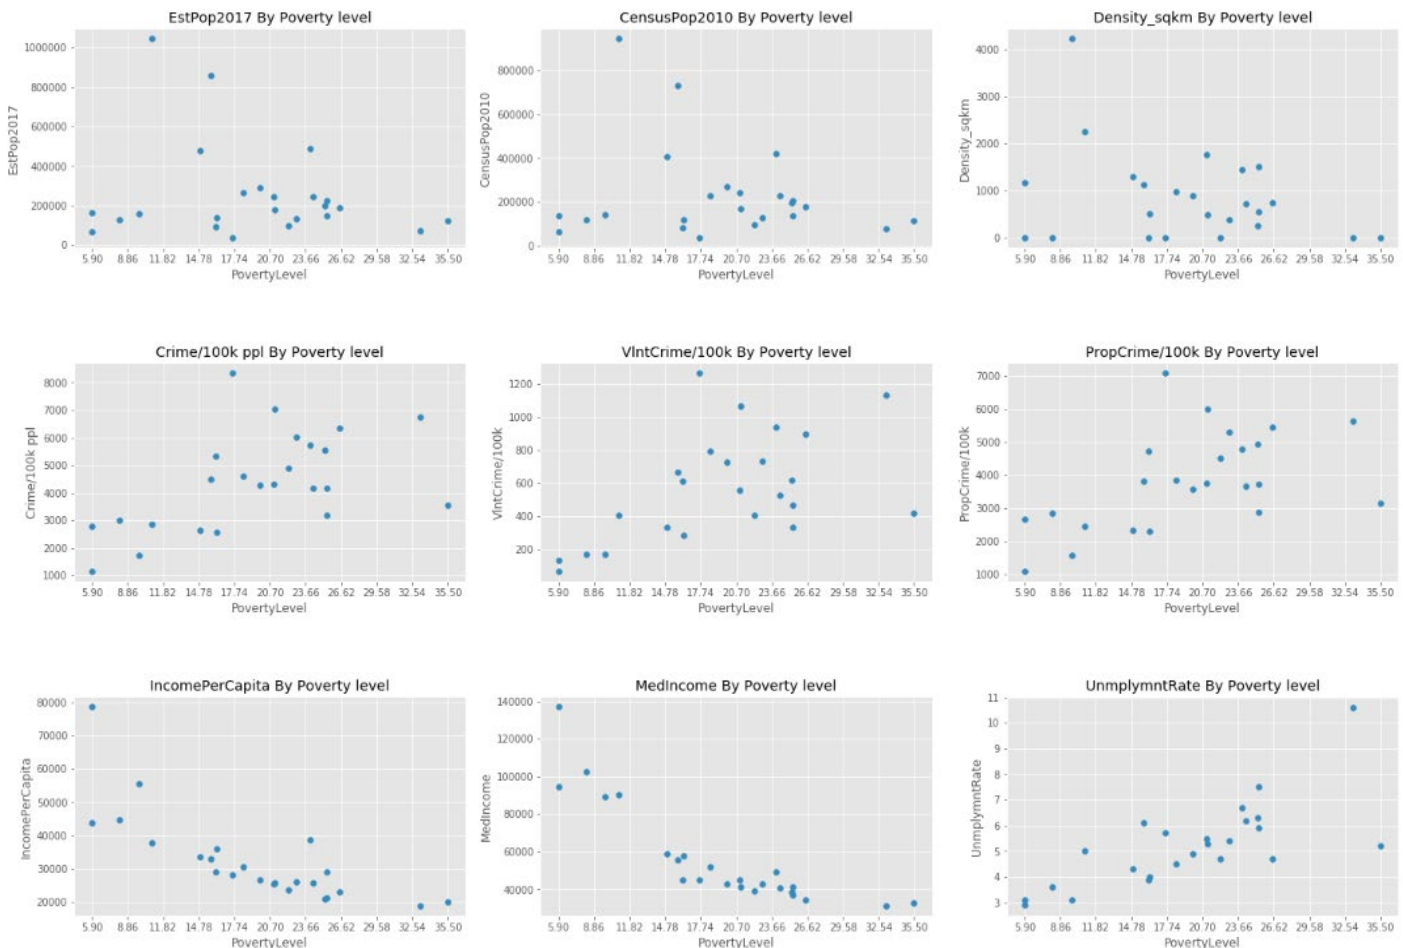 EstPop2017 By Poverty level
EstPop2017
1000000
800000
600000
400000
200000
0
5.90 8.86 11.82 14.78 17.74 20.70 23.66 26.62 29.58 32.54 35.50
PovertyLevel
CensusPop2010 By Poverty level
CensusPop2010
800000
600000
400000
200000
0
5.90 8.86 11.82 14.78 17.74 20.70 23.66 26.62 29.58 32.54 35.50
PovertyLevel
Density_sqkm By Poverty level
Density_sqkm
4000
3000
2000
1000
0
5.90 8.86 11.82 14.78 17.74 20.70 23.66 26.62 29.58 32.54 35.50
PovertyLevel
Crime/100k ppl By Poverty level
Crime/100k ppl
8000
7000
6000
5000
4000
3000
2000
1000
5.90 8.86 11.82 14.78 17.74 20.70 23.66 26.62 29.58 32.54 35.50
PovertyLevel
VlntCrime/100k By Poverty level
VlntCrime/100k
1200
1000
800
600
400
200
5.90 8.86 11.82 14.78 17.74 20.70 23.66 26.62 29.58 32.54 35.50
PovertyLevel
PropCrime/100k By Poverty level
PropCrime/100k
7000
6000
5000
4000
3000
2000
1000
5.90 8.86 11.82 14.78 17.74 20.70 23.66 26.62 29.58 32.54 35.50
PovertyLevel
IncomePerCapita By Poverty level
IncomePerCapita
80000
70000
60000
50000
40000
30000
20000
5.90 8.86 11.82 14.78 17.74 20.70 23.66 26.62 29.58 32.54 35.50
PovertyLevel
MedIncome By Poverty level
MedIncome
140000
120000
100000
80000
60000
40000
5.90 8.86 11.82 14.78 17.74 20.70 23.66 26.62 29.58 32.54 35.50
PovertyLevel
UnmplymntRate By Poverty level
UnmplymntRate
11
10
9
8
7
6
5
4
3
5.90 8.86 11.82 14.78 17.74 20.70 23.66 26.62 29.58 32.54 35.50
PovertyLevel